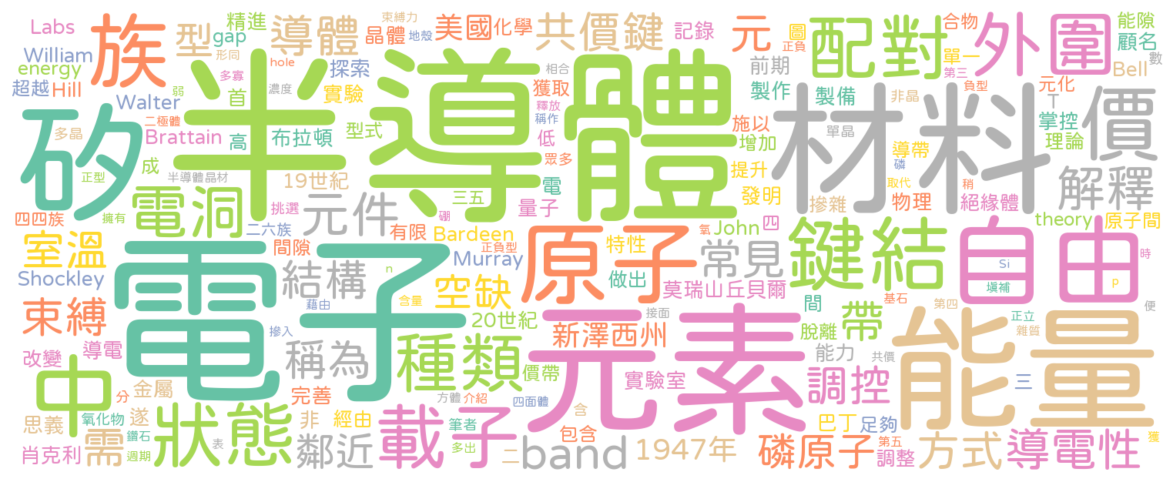 半導體
電子
元素
材料
能量
矽
自由
原子
鍵結
外圍
配對
中
族
價
電洞
狀態
載子
種類
元件
結構
室溫
束縛
稱為
需
鄰近
band
1947年
磷原子
方式
導電性
調控
帶
常見
空缺
解釋
共價鍵
導體
型
元
美國
化學
精進
gap
Labs
William
energy
超越
Hill
Walter
Brattain
布拉頓
探索
實驗
首
高
成
19世紀
晶體
記錄
前期
單一
合物
能隙
顧名
Bell
元化
掌控
理論
T
製作
製備
獲取
施以
增加
提升
發明
導帶
物理
絕緣體
摻雜
量子
型式
低
眾多
電
三五
挑選
有限
Bardeen
John
四
特性
做出
莫瑞山丘貝爾
新澤西州
20世紀
Murray
間隙
二六族
四四族
Shockley
theory
原子間
間
脫離
能力
實驗室
價帶
巴丁
足夠
三
包含
調整
第五
肖克利
思義
改變
導電
金屬
氧化物
遂
非
經由
完善
筆者
介紹
四面體
方體
多出
二
含
共價
接面
含量
藉由
n
正負型
硼
氫
稍
取代
磷
非晶
單晶
第三
負型
圖
正負
數
束縛力
地殼
形同
hole
多寡
弱
濃度
二極體
多晶
正型
半導體晶材
擁有
相合
釋放
稱作
Si
填補
P
時
便
獲
正立
雜質
第四
基石
摻入
分
鑽石
週期
表